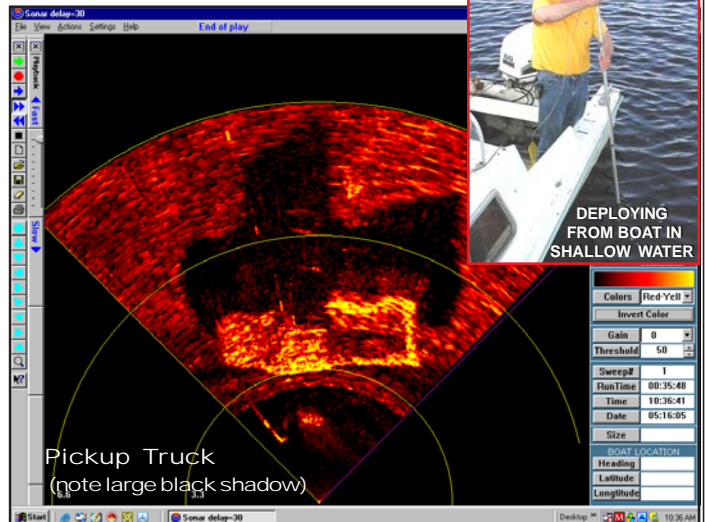 Sonar delay=30
File View Actions Settings Help End of play
Playback
Fast
Slow
DEPLOYING
FROM BOAT IN
SHALLOW WATER
Colors Red-Yell
Invert Color
Gain 0
Threshold 50
Sweep# 1
RunTime 00:35:48
Time 10:36:41
Date 05:16:05
Size
BOAT LOCATION
Heading
Latitude
Longtitude
Pickup Truck
(note large black shadow)
6.6 3.3
Start Sonar delay=30 Desktop » 10:36 AM